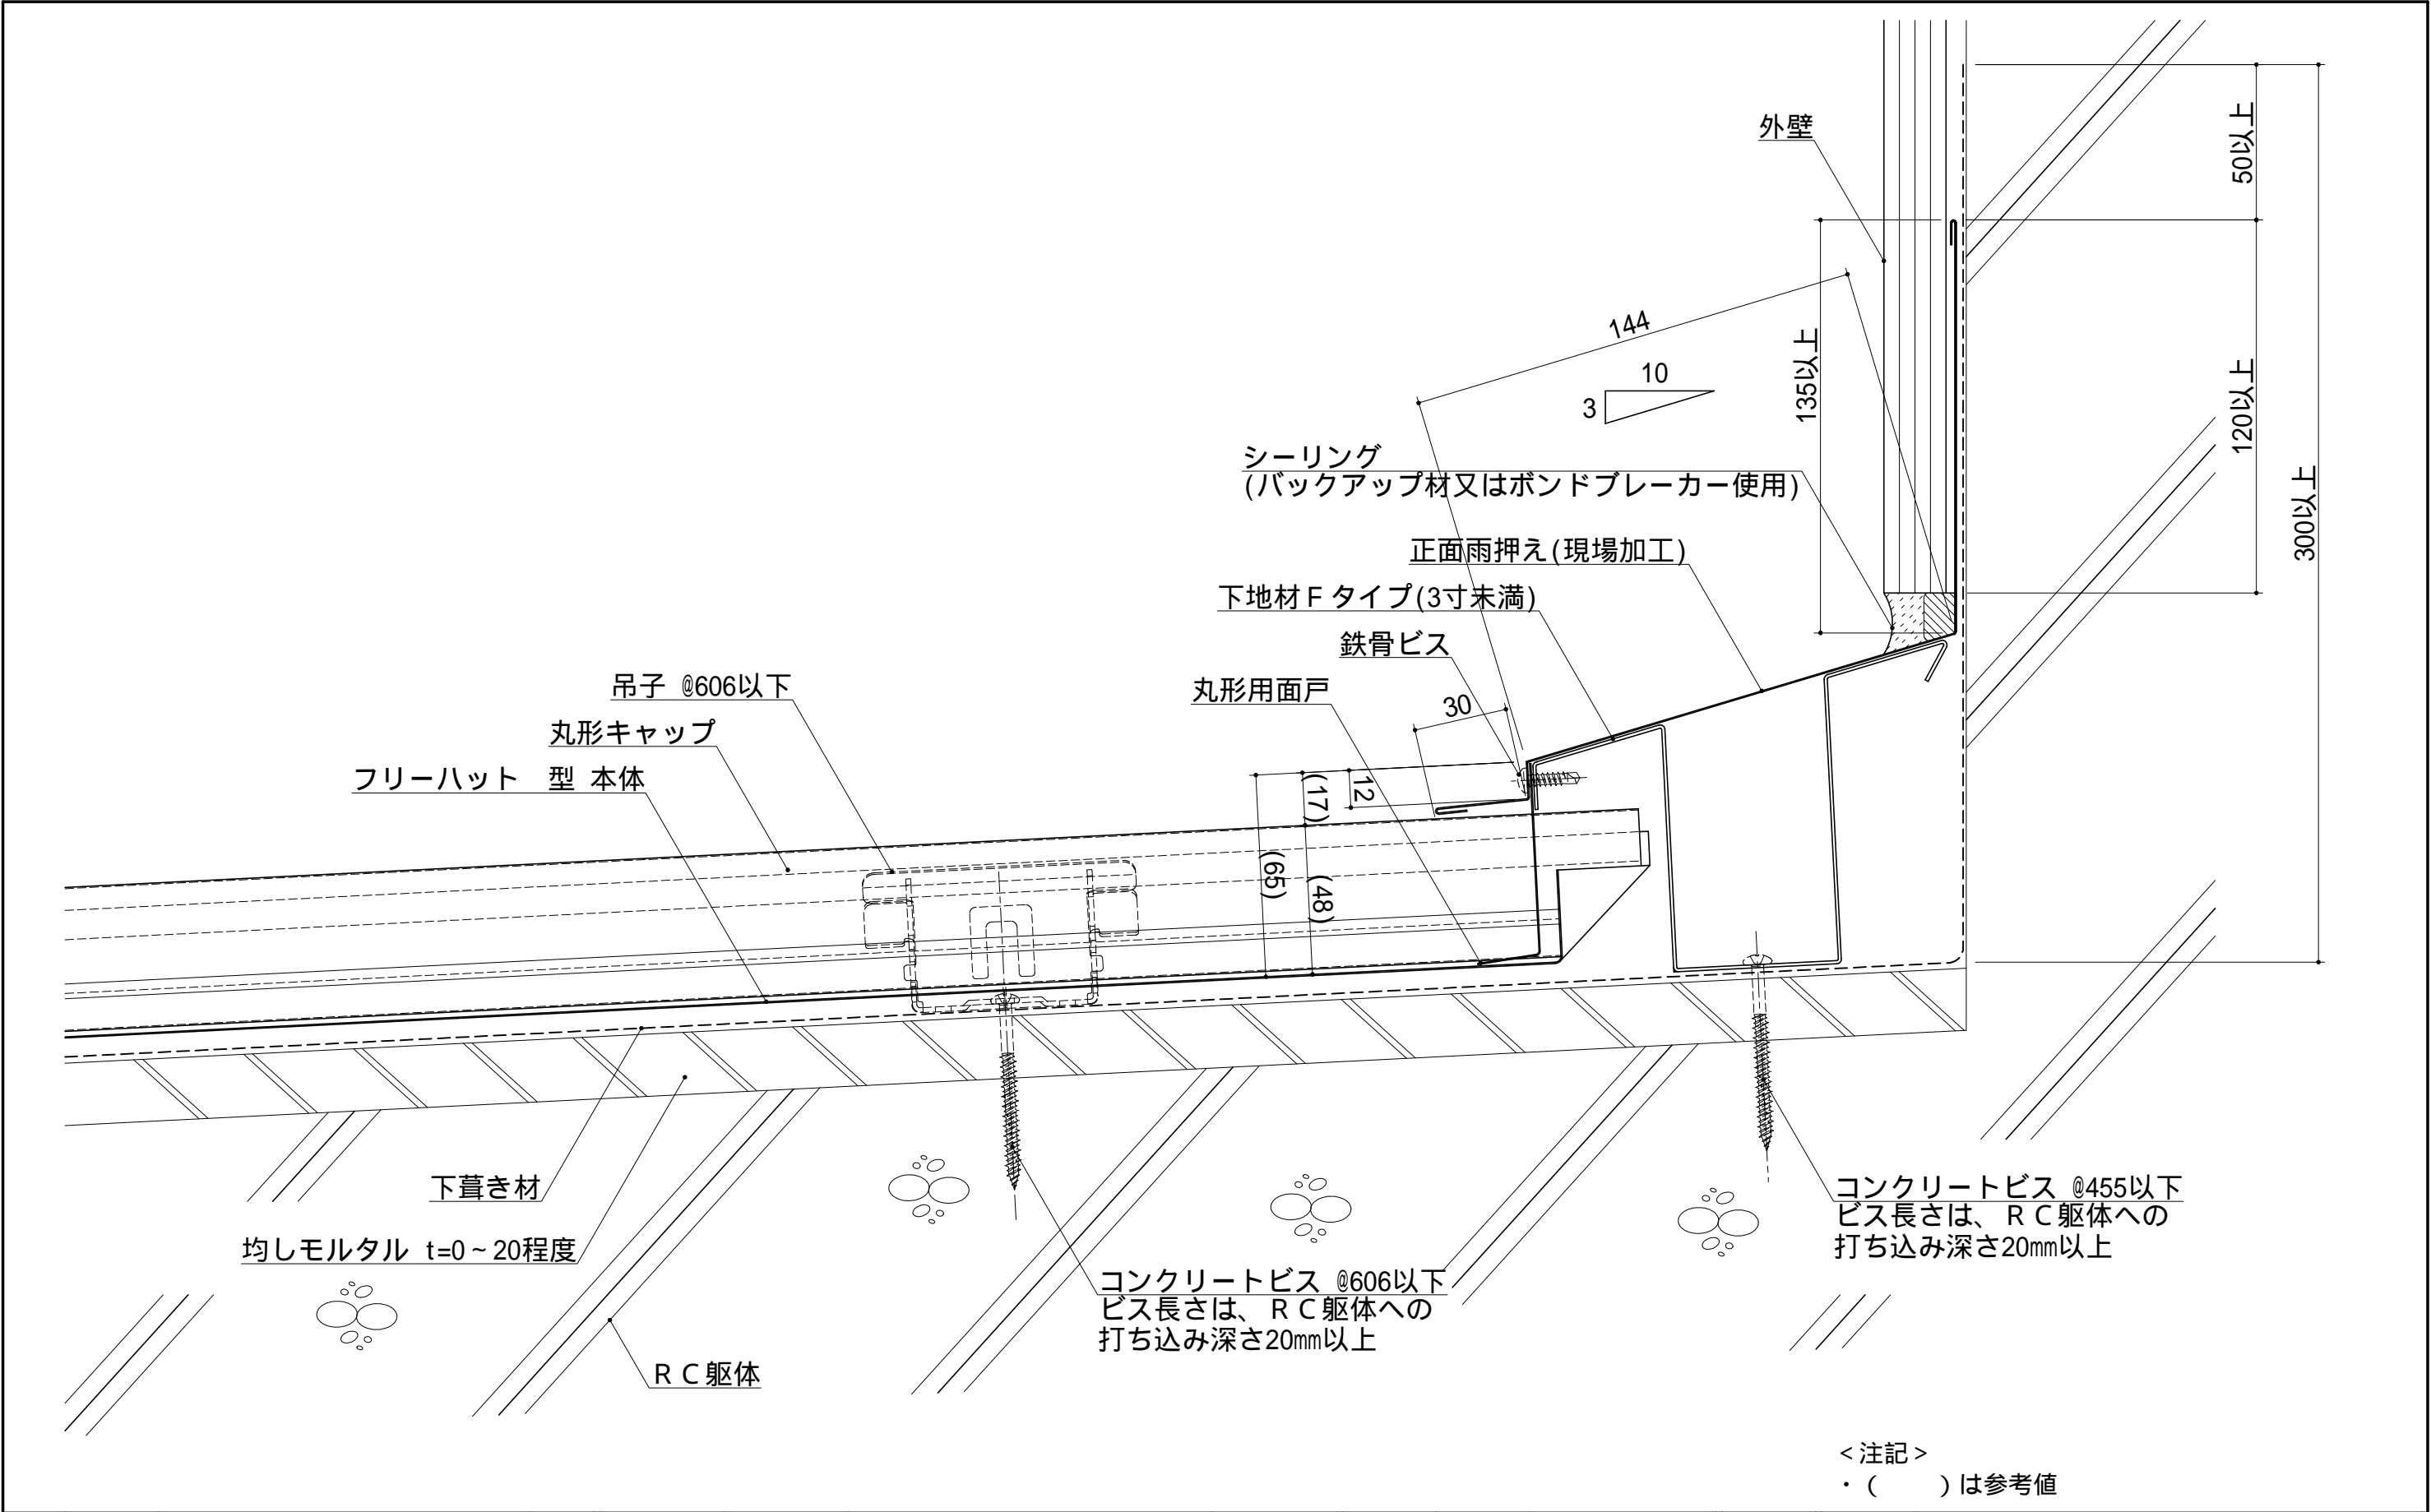 外壁
50以上
144
10
3
135以上
120以上
300以上
シーリング
(バックアップ材又はボンドブレーカー使用)
正面雨押え(現場加工)
下地材Fタイプ(3寸未満)
鉄骨ビス
丸形用面戸
30
吊子 @606以下
丸形キャップ
フリーハット　型 本体
(17)
12
(65)
(48)
下葺き材
均しモルタル t=0～20程度
コンクリートビス @455以下
ビス長さは、RC躯体への
打ち込み深さ20mm以上
コンクリートビス @606以下
ビス長さは、RC躯体への
打ち込み深さ20mm以上
RC躯体
<注記>
・(　　)は参考値